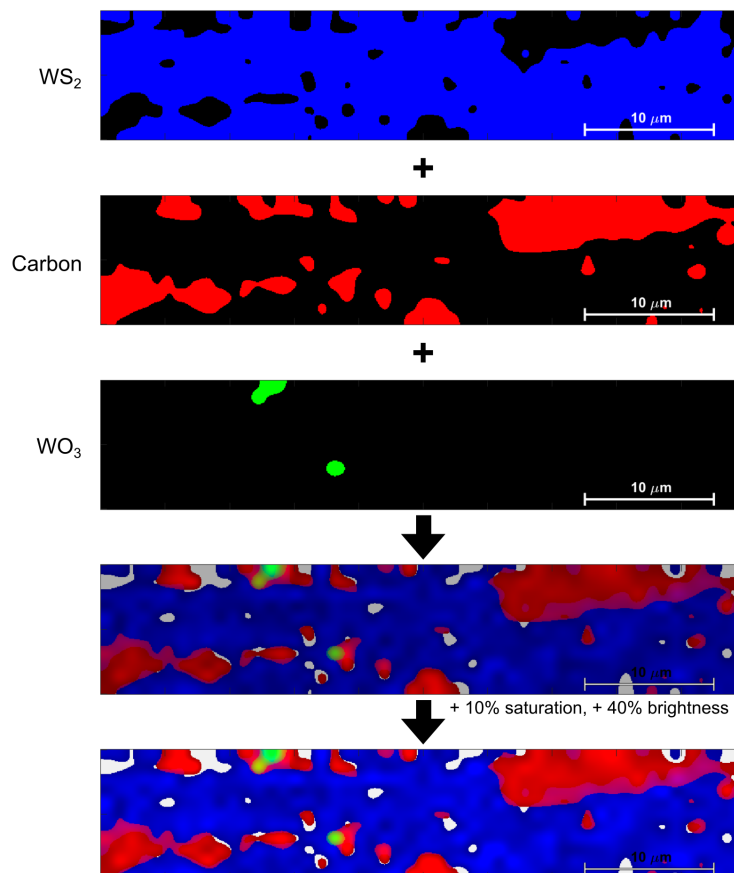 WS₂
10 μm
+
Carbon
10 μm
+
WO₃
10 μm
10 μm
+ 10% saturation, + 40% brightness
10 μm